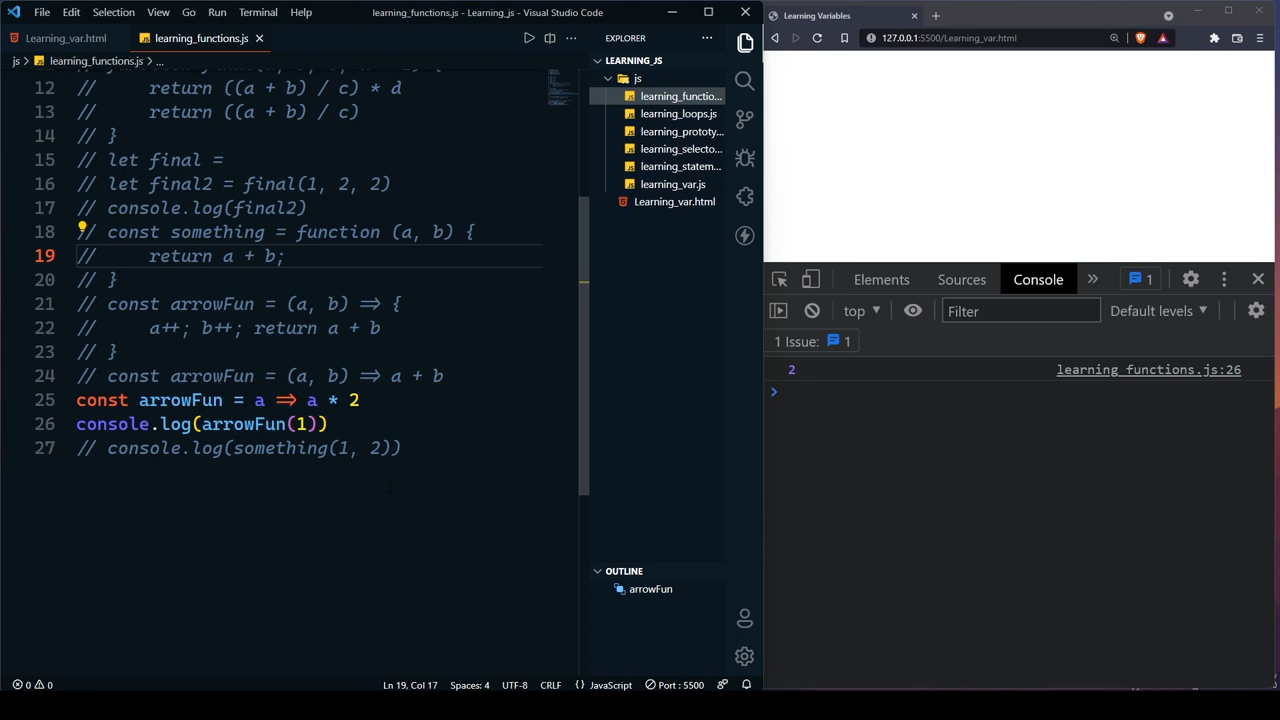 File Edit Selection View Go Run Terminal Help learning_functions.js - Learning_js - Visual Studio Code
Learning_var.html learning_functions.js
js > learning_functions.js > ...
12 // return ((a + b) / c) * d
13 // return ((a + b) / c)
14 // }
15 // let final =
16 // let final2 = final(1, 2, 2)
17 // console.log(final2)
18 // const something = function (a, b) {
19 // return a + b;
20 // }
21 // const arrowFun = (a, b) => {
22 // a++; b++; return a + b
23 // }
24 // const arrowFun = (a, b) => a + b
25 const arrowFun = a => a * 2
26 console.log(arrowFun(1))
27 // console.log(something(1, 2))
EXPLORER ...
LEARNING_JS
js
learning_functio...
learning_loops.js
learning_prototy...
learning_selecto...
learning_statem...
learning_var.js
Learning_var.html
OUTLINE
arrowFun
0 0 Ln 19, Col 17 Spaces: 4 UTF-8 CRLF {} JavaScript Port : 5500
Learning Variables
127.0.0.1:5500/Learning_var.html
Elements Sources Console 1
top Filter Default levels
1 Issue: 1
2 learning_functions.js:26